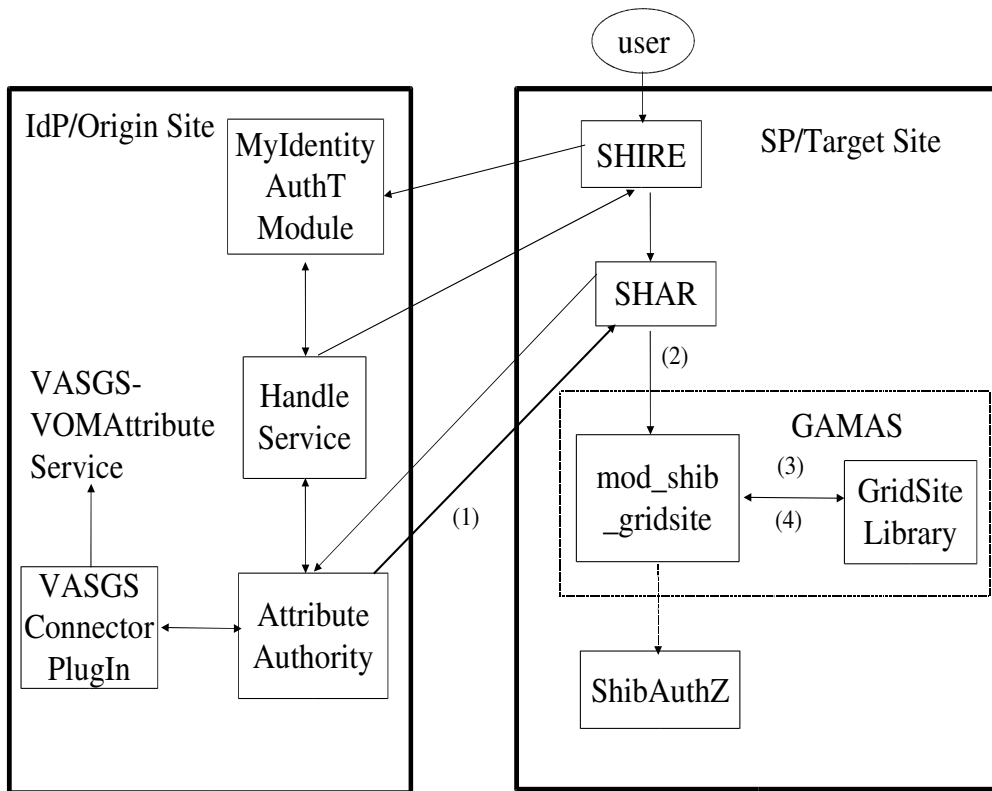 user
IdP/Origin Site
MyIdentity
AuthT
Module
SHIRE
SP/Target Site
SHAR
(2)
VASGS-
VOMAttribute
Service
Handle
Service
GAMAS
mod_shib
_gridsite
(3)
(4)
GridSite
Library
(1)
VASGS
Connector
PlugIn
Attribute
Authority
ShibAuthZ